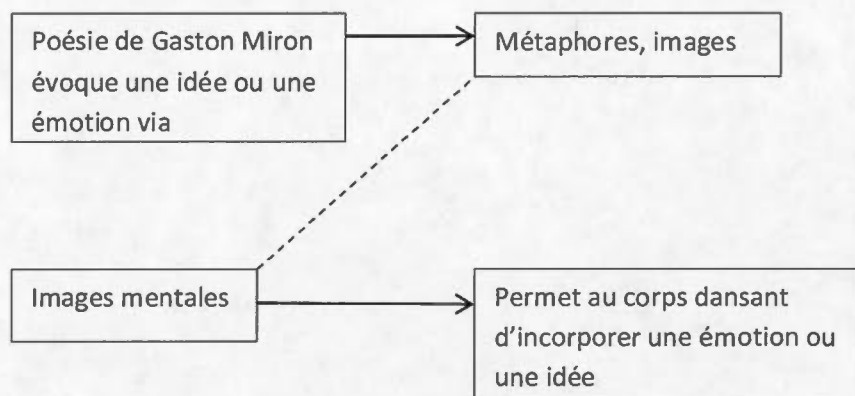 Poésie de Gaston Miron
évoque une idée ou une
émotion via
Métaphores, images
Images mentales
Permet au corps dansant
d'incorporer une émotion ou
une idée